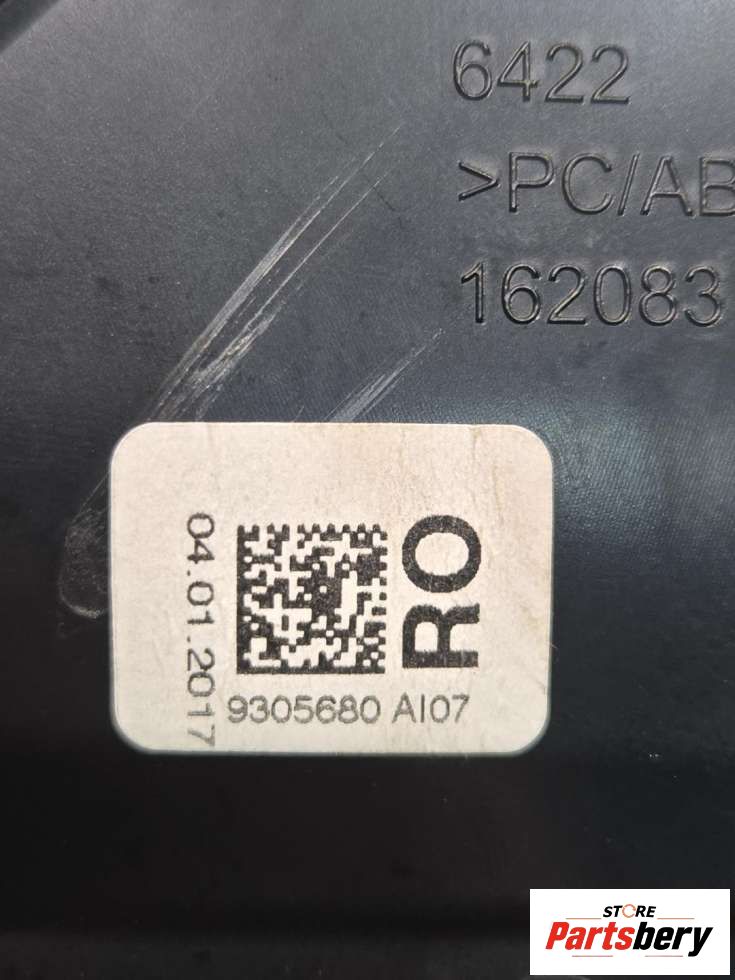 6422
>PC/AB
162083
04.01.2017
RO
9305680 AI07
STORE
Partsbery